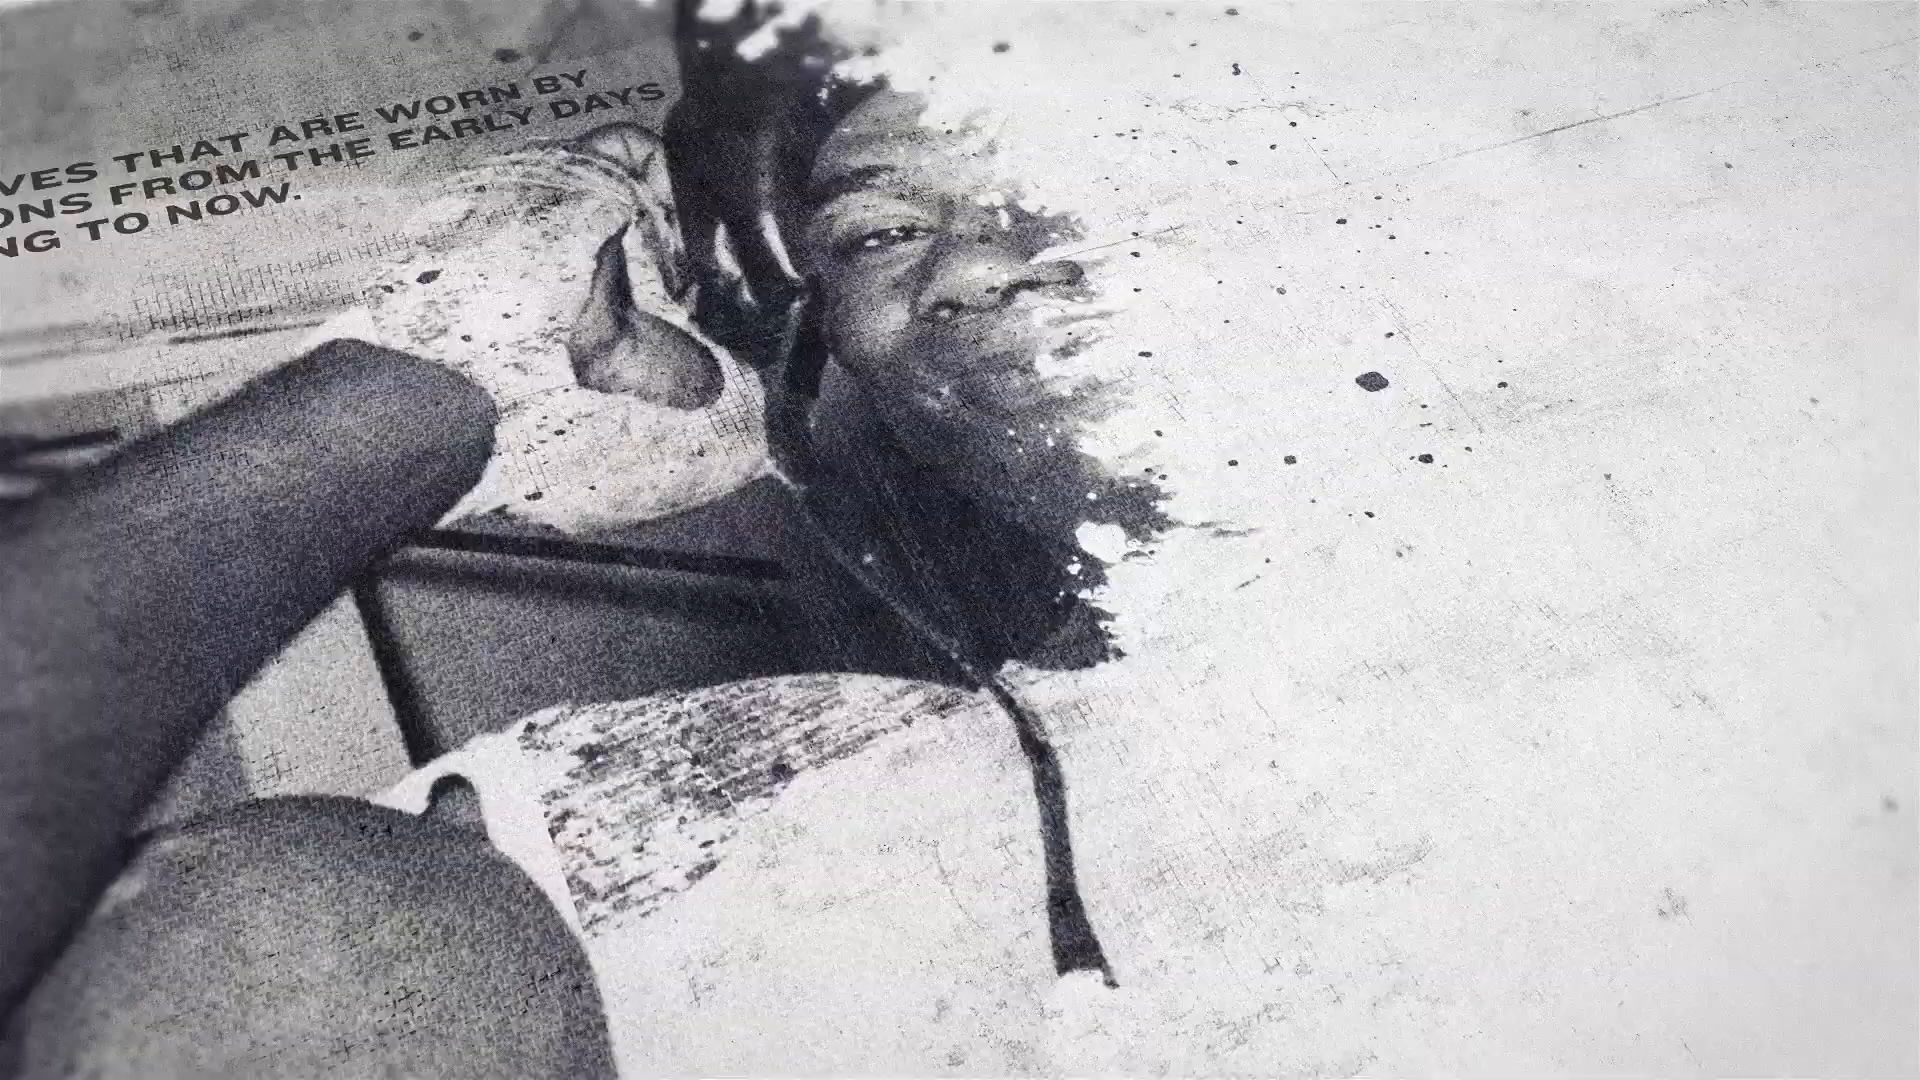 VES THAT ARE WORN BY
ONS FROM THE EARLY DAYS
NG TO NOW.